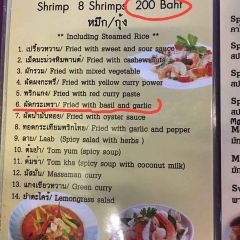 Shrimp 8 Shrimps 200 Baht
หมึก/กุ้ง
** Including Steamed Rice **
1. เปรี้ยวหวาน/ Fried with sweet and sour sauce
2. เม็ดมะม่วงหิมพานต์/ Fried with cashewnuts
3. ผักรวม/ Fried with mixed vegetable
4. ผัดผงกะหรี่/ Fried with yellow curry power
5. พริกแกง/ Fried with red curry paste
6. ผัดกระเพรา/ Fried with basil and garlic
7. ผัดน้ำมันหอย/ Fried with oyster sauce
8. ทอดกระเทียมพริกไทย/ Fried with garlic and pepper
9. ลาบ/ Laab (Spicy salad with herbs )
10. ต้มยำ/ Tom yum (spicy soup)
11. ต้มข่า/ Tom kha (spicy soup with coconut milk)
12. มัสมั่น/ Massaman curry
13. แกงเขียวหวาน/ Green curry
14. ยำตะไคร้/ Lemongrass salad